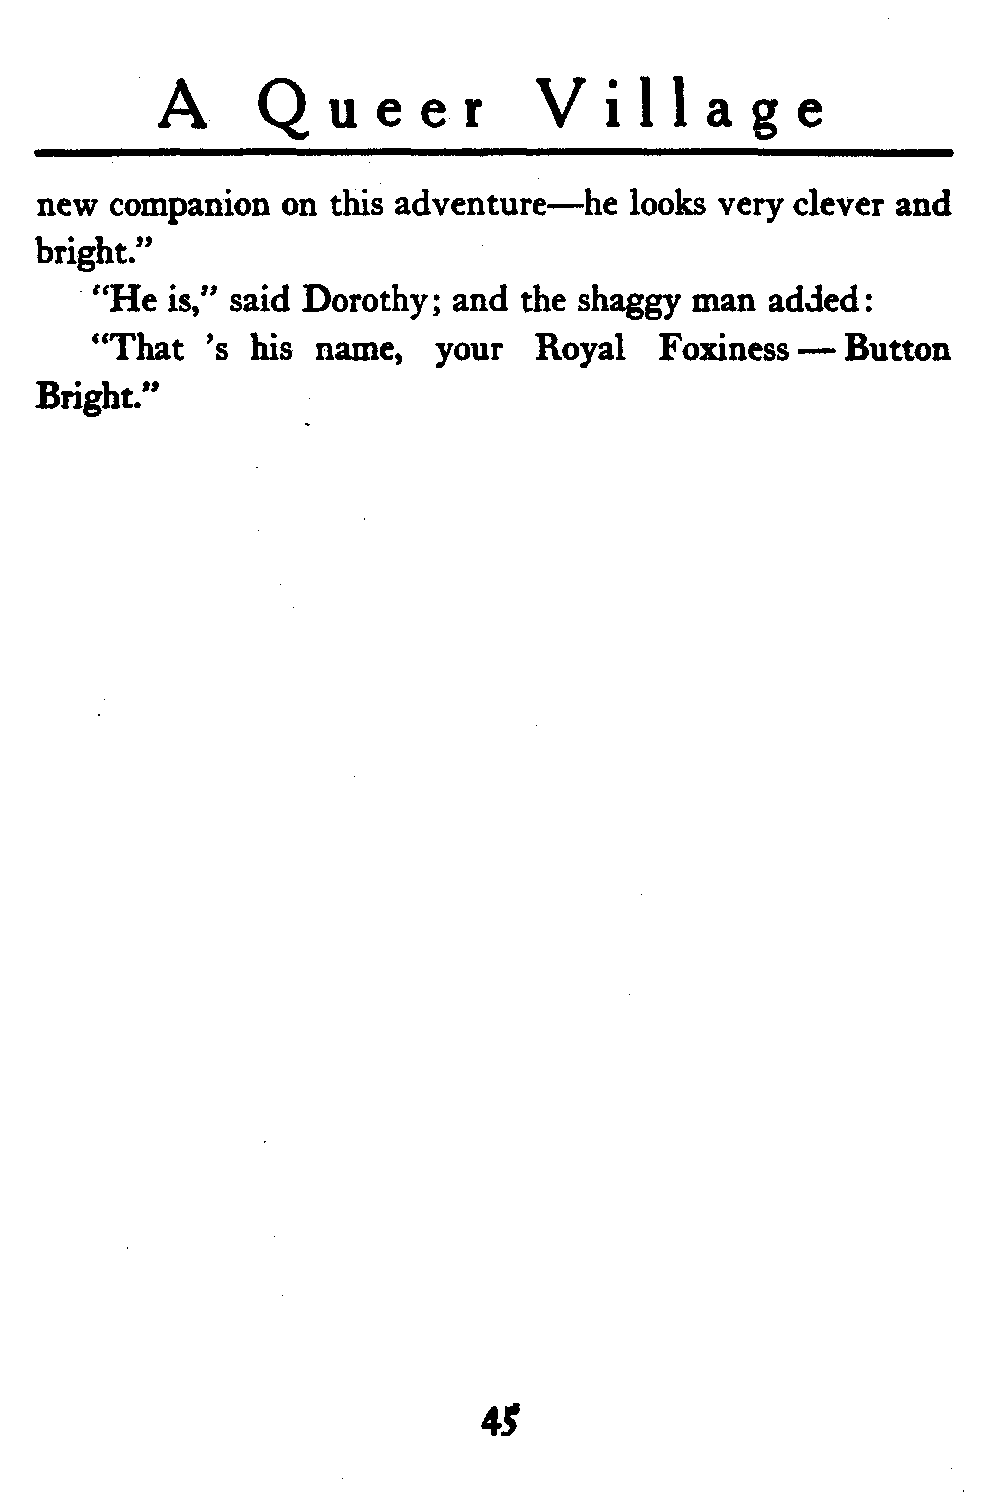 A Queer Village
new companion on this adventure—he looks very clever and
bright.”
“He is,” said Dorothy; and the shaggy man added:
“That ’s his name, your Royal Foxiness — Button
Bright.”
45